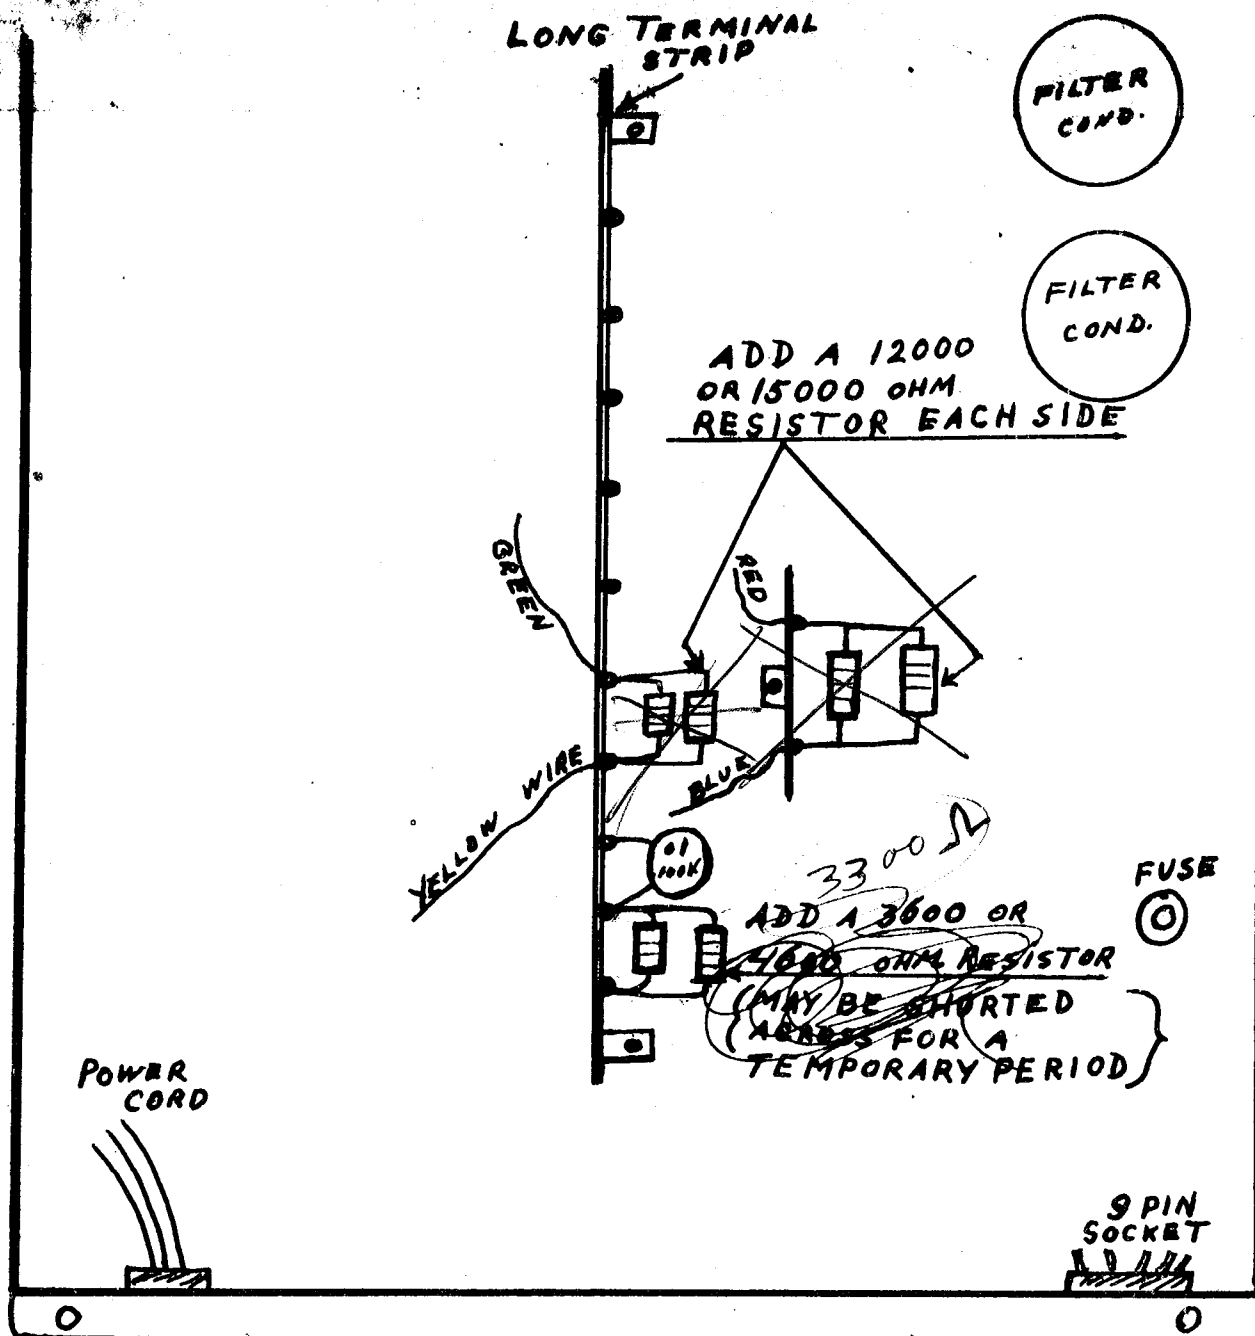 LONG TERMINAL
STRIP
FILTER
COND.
FILTER
COND.
ADD A 12000
OR 15000 OHM
RESISTOR EACH SIDE
GREEN
RED
YELLOW WIRE
BLUE
.01
100K
3300 Ω
FUSE
ADD A 3600 OR
OHM RESISTOR
(MAY BE SHORTED
(ACROSS FOR A
TEMPORARY PERIOD)
POWER
CORD
9 PIN
SOCKET